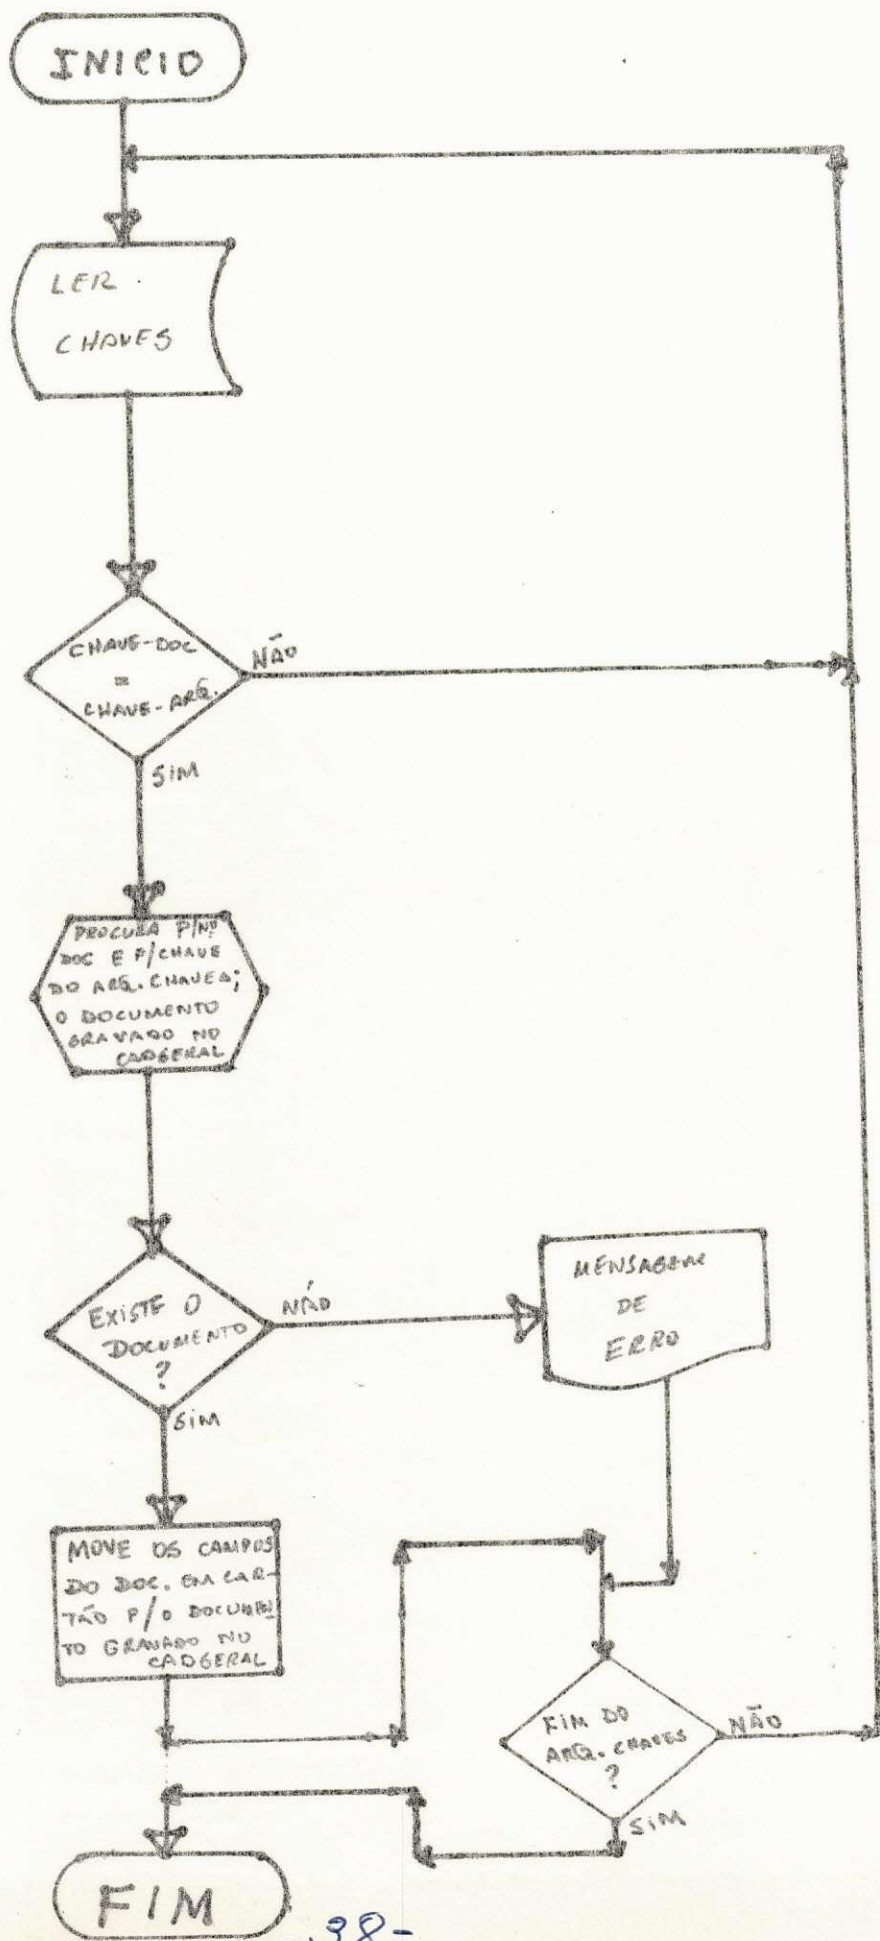 INICIO
LER
CHAVES
CHAVE-DOC
=
CHAVE-ARQ.
NÃO
SIM
PROCURA P/Nº
DOC E P/CHAVE
DO ARQ. CHAVES;
O DOCUMENTO
GRAVADO NO
CADGERAL
EXISTE O
DOCUMENTO
?
NÃO
SIM
MENSAGEM
DE
ERRO
MOVE OS CAMPOS
DO DOC. EM CAR-
TÃO P/O DOCUMEN
TO GRAVADO NO
CADGERAL
FIM DO
ARQ. CHAVES
?
NÃO
SIM
FIM
38-